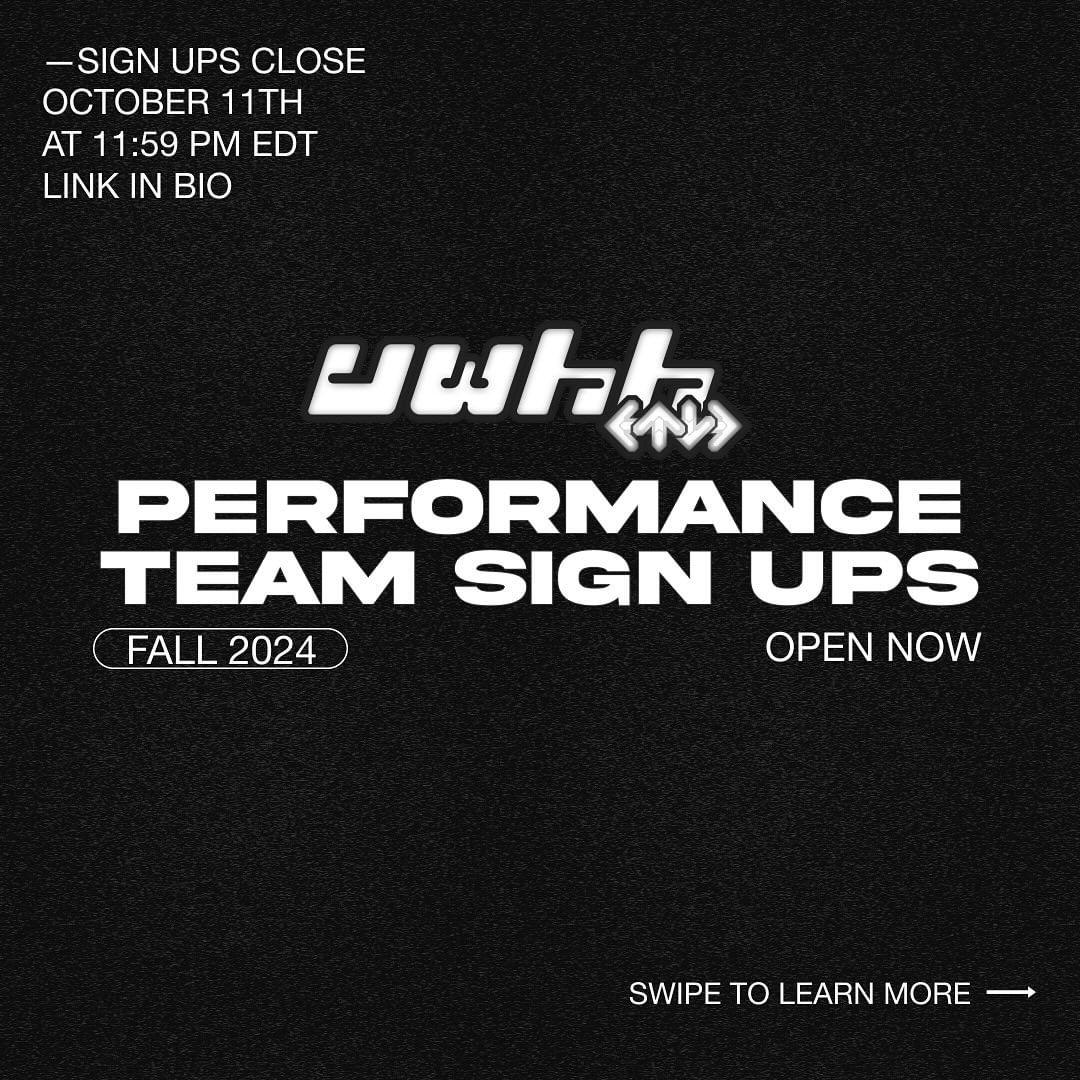 —SIGN UPS CLOSE
OCTOBER 11TH
AT 11:59 PM EDT
LINK IN BIO
uwhh
PERFORMANCE
TEAM SIGN UPS
FALL 2024
OPEN NOW
SWIPE TO LEARN MORE →